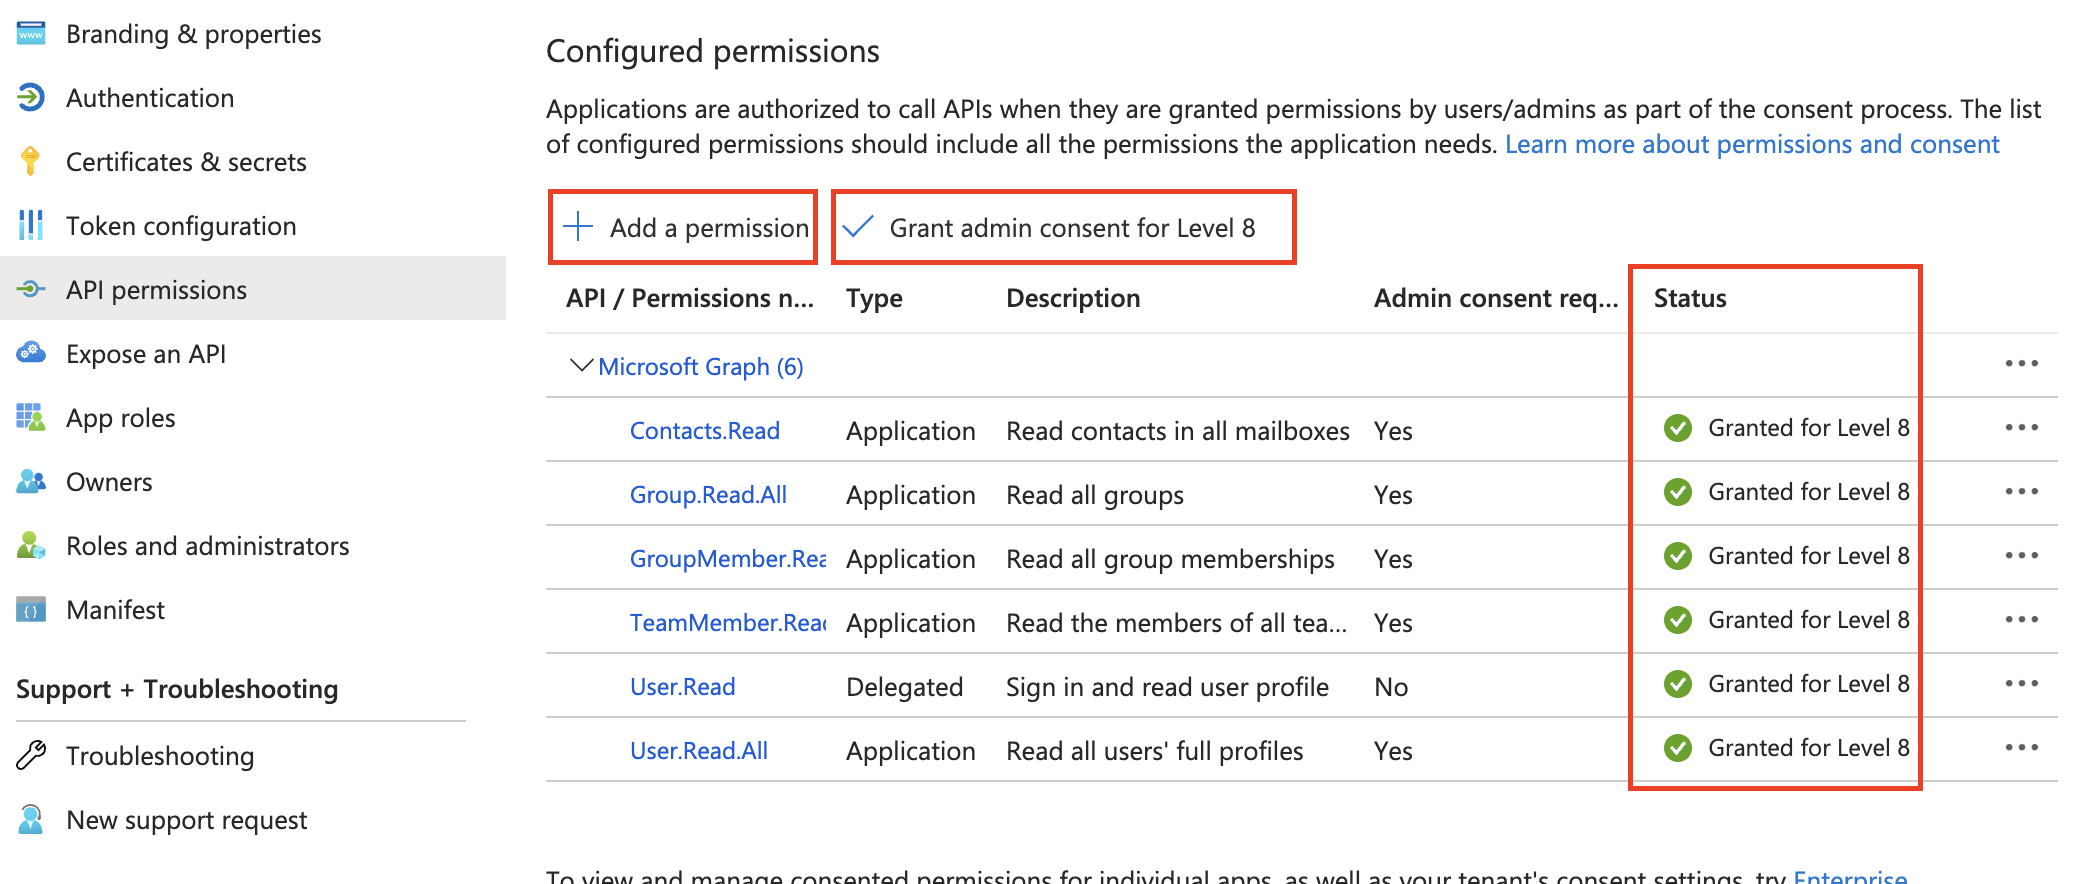 Branding & properties
Authentication
Certificates & secrets
Token configuration
API permissions
Expose an API
App roles
Owners
Roles and administrators
Manifest
Support + Troubleshooting
Troubleshooting
New support request
Configured permissions
Applications are authorized to call APIs when they are granted permissions by users/admins as part of the consent process. The list
of configured permissions should include all the permissions the application needs. Learn more about permissions and consent
Add a permission Grant admin consent for Level 8
API / Permissions n... Type Description Admin consent req... Status
Microsoft Graph (6)
Contacts.Read Application Read contacts in all mailboxes Yes Granted for Level 8
Group.Read.All Application Read all groups Yes Granted for Level 8
GroupMember.Rea Application Read all group memberships Yes Granted for Level 8
TeamMember.Read Application Read the members of all tea... Yes Granted for Level 8
User.Read Delegated Sign in and read user profile No Granted for Level 8
User.Read.All Application Read all users' full profiles Yes Granted for Level 8
To view and manage consented permissions for individual apps, as well as your tenant's consent settings, try Enterprise